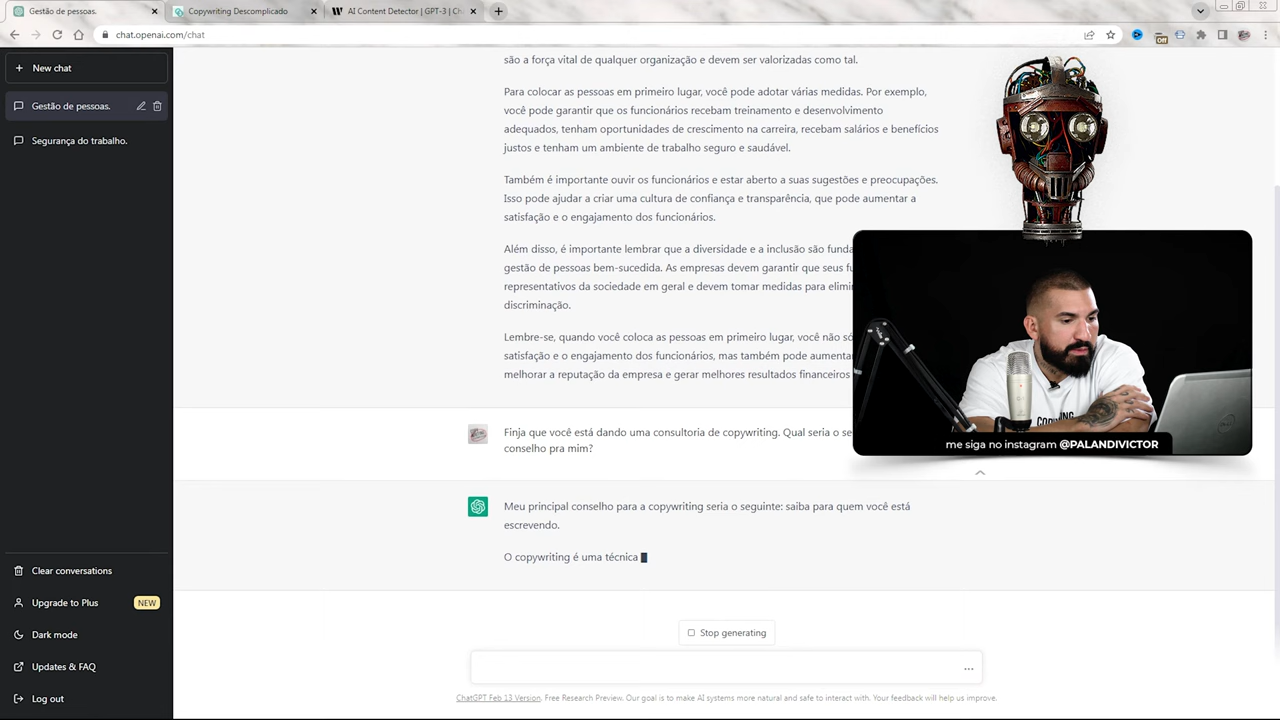 Gestão de pessoas.
Copywriting Descomplicado
AI Content Detector | GPT-3 | Ch
chat.openai.com/chat
Off
New chat
Gestão de pessoas.
Segurança do trabalho.
são a força vital de qualquer organização e devem ser valorizadas como tal.
Para colocar as pessoas em primeiro lugar, você pode adotar várias medidas. Por exemplo,
você pode garantir que os funcionários recebam treinamento e desenvolvimento
adequados, tenham oportunidades de crescimento na carreira, recebam salários e benefícios
justos e tenham um ambiente de trabalho seguro e saudável.
Também é importante ouvir os funcionários e estar aberto a suas sugestões e preocupações.
Isso pode ajudar a criar uma cultura de confiança e transparência, que pode aumentar a
satisfação e o engajamento dos funcionários.
Além disso, é importante lembrar que a diversidade e a inclusão são funda
gestão de pessoas bem-sucedida. As empresas devem garantir que seus fu
representativos da sociedade em geral e devem tomar medidas para elimin
discriminação.
Lembre-se, quando você coloca as pessoas em primeiro lugar, você não só
satisfação e o engajamento dos funcionários, mas também pode aumentar
melhorar a reputação da empresa e gerar melhores resultados financeiros
Finja que você está dando uma consultoria de copywriting. Qual seria o se
conselho pra mim?
me siga no instagram @PALANDIVICTOR
Meu principal conselho para a copywriting seria o seguinte: saiba para quem você está
escrevendo.
O copywriting é uma técnica
Stop generating
Clear conversations
Upgrade to Plus NEW
Dark mode
Updates & FAQ
Log out
ChatGPT Feb 13 Version. Free Research Preview. Our goal is to make AI systems more natural and safe to interact with. Your feedback will help us improve.